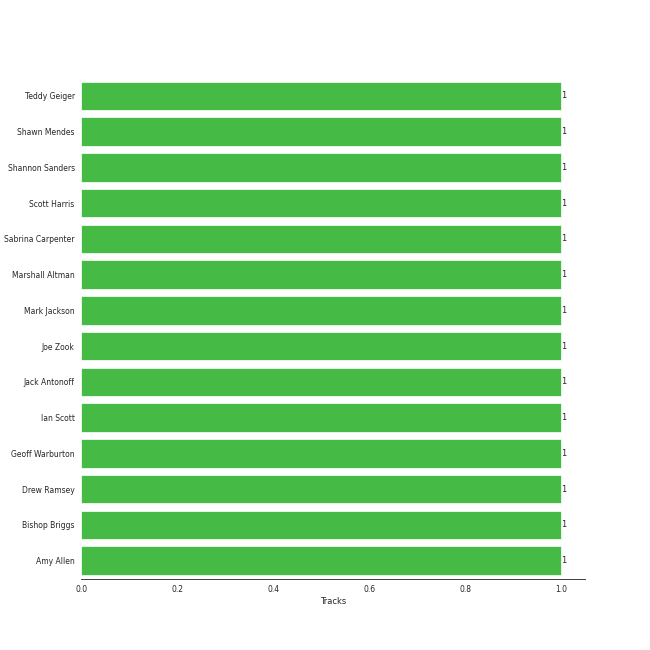 Teddy Geiger 1
Shawn Mendes 1
Shannon Sanders 1
Scott Harris 1
Sabrina Carpenter 1
Marshall Altman 1
Mark Jackson 1
Joe Zook 1
Jack Antonoff 1
Ian Scott 1
Geoff Warburton 1
Drew Ramsey 1
Bishop Briggs 1
Amy Allen 1
0.0 0.2 0.4 0.6 0.8 1.0
Tracks